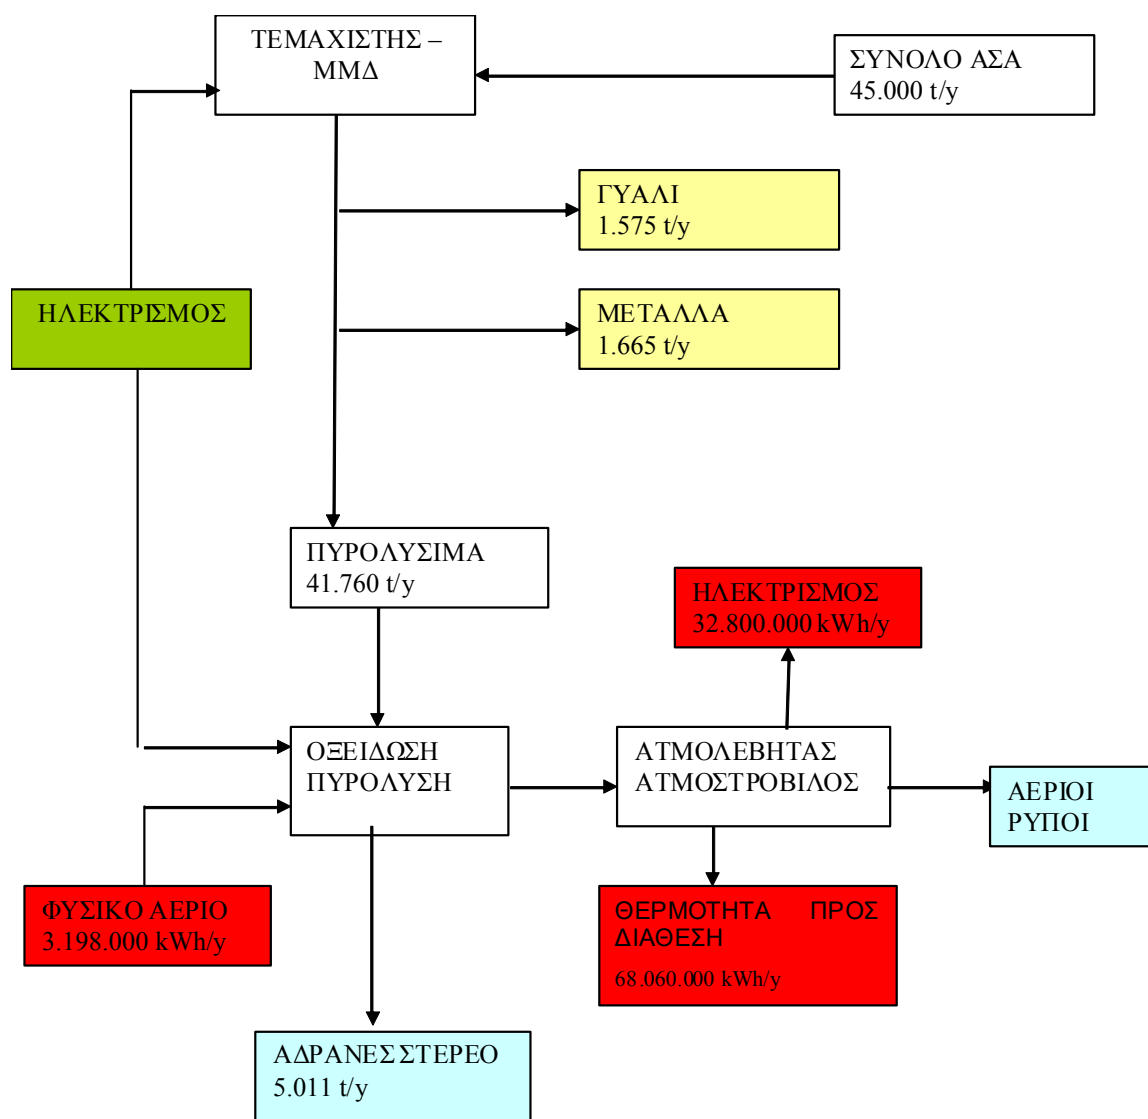 ΤΕΜΑΧΙΣΤΗΣ –
ΜΜΔ
ΣΥΝΟΛΟ ΑΣΑ
45.000 t/y
ΓΥΑΛΙ
1.575 t/y
ΗΛΕΚΤΡΙΣΜΟΣ
ΜΕΤΑΛΛΑ
1.665 t/y
ΠΥΡΟΛΥΣΙΜΑ
41.760 t/y
ΗΛΕΚΤΡΙΣΜΟΣ
32.800.000 kWh/y
ΟΞΕΙΔΩΣΗ
ΠΥΡΟΛΥΣΗ
ΑΤΜΟΛΕΒΗΤΑΣ
ΑΤΜΟΣΤΡΟΒΙΛΟΣ
ΑΕΡΙΟΙ
ΡΥΠΟΙ
ΦΥΣΙΚΟ ΑΕΡΙΟ
3.198.000 kWh/y
ΘΕΡΜΟΤΗΤΑ ΠΡΟΣ
ΔΙΑΘΕΣΗ
68.060.000 kWh/y
ΑΔΡΑΝΕΣ ΣΤΕΡΕΟ
5.011 t/y